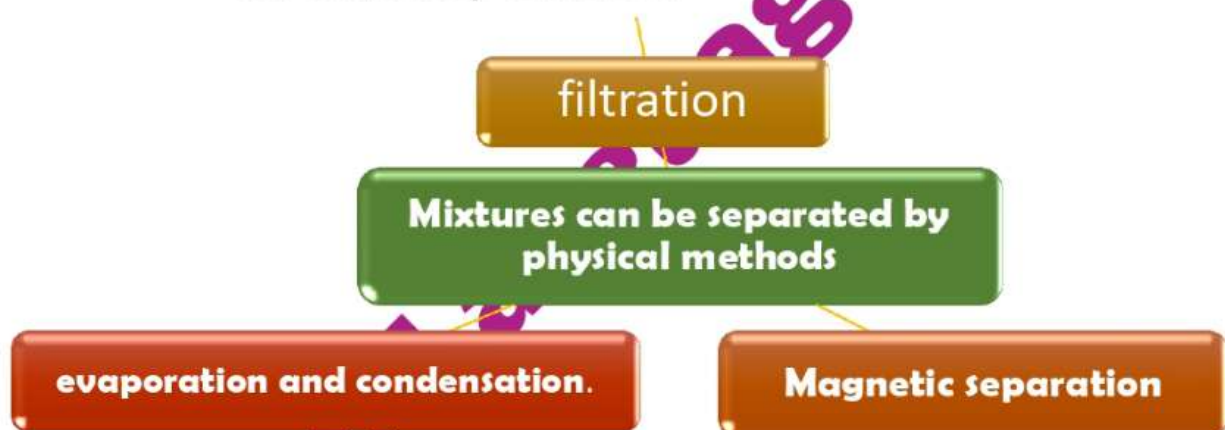 filtration
Mixtures can be separated by
physical methods
evaporation and condensation.
Magnetic separation